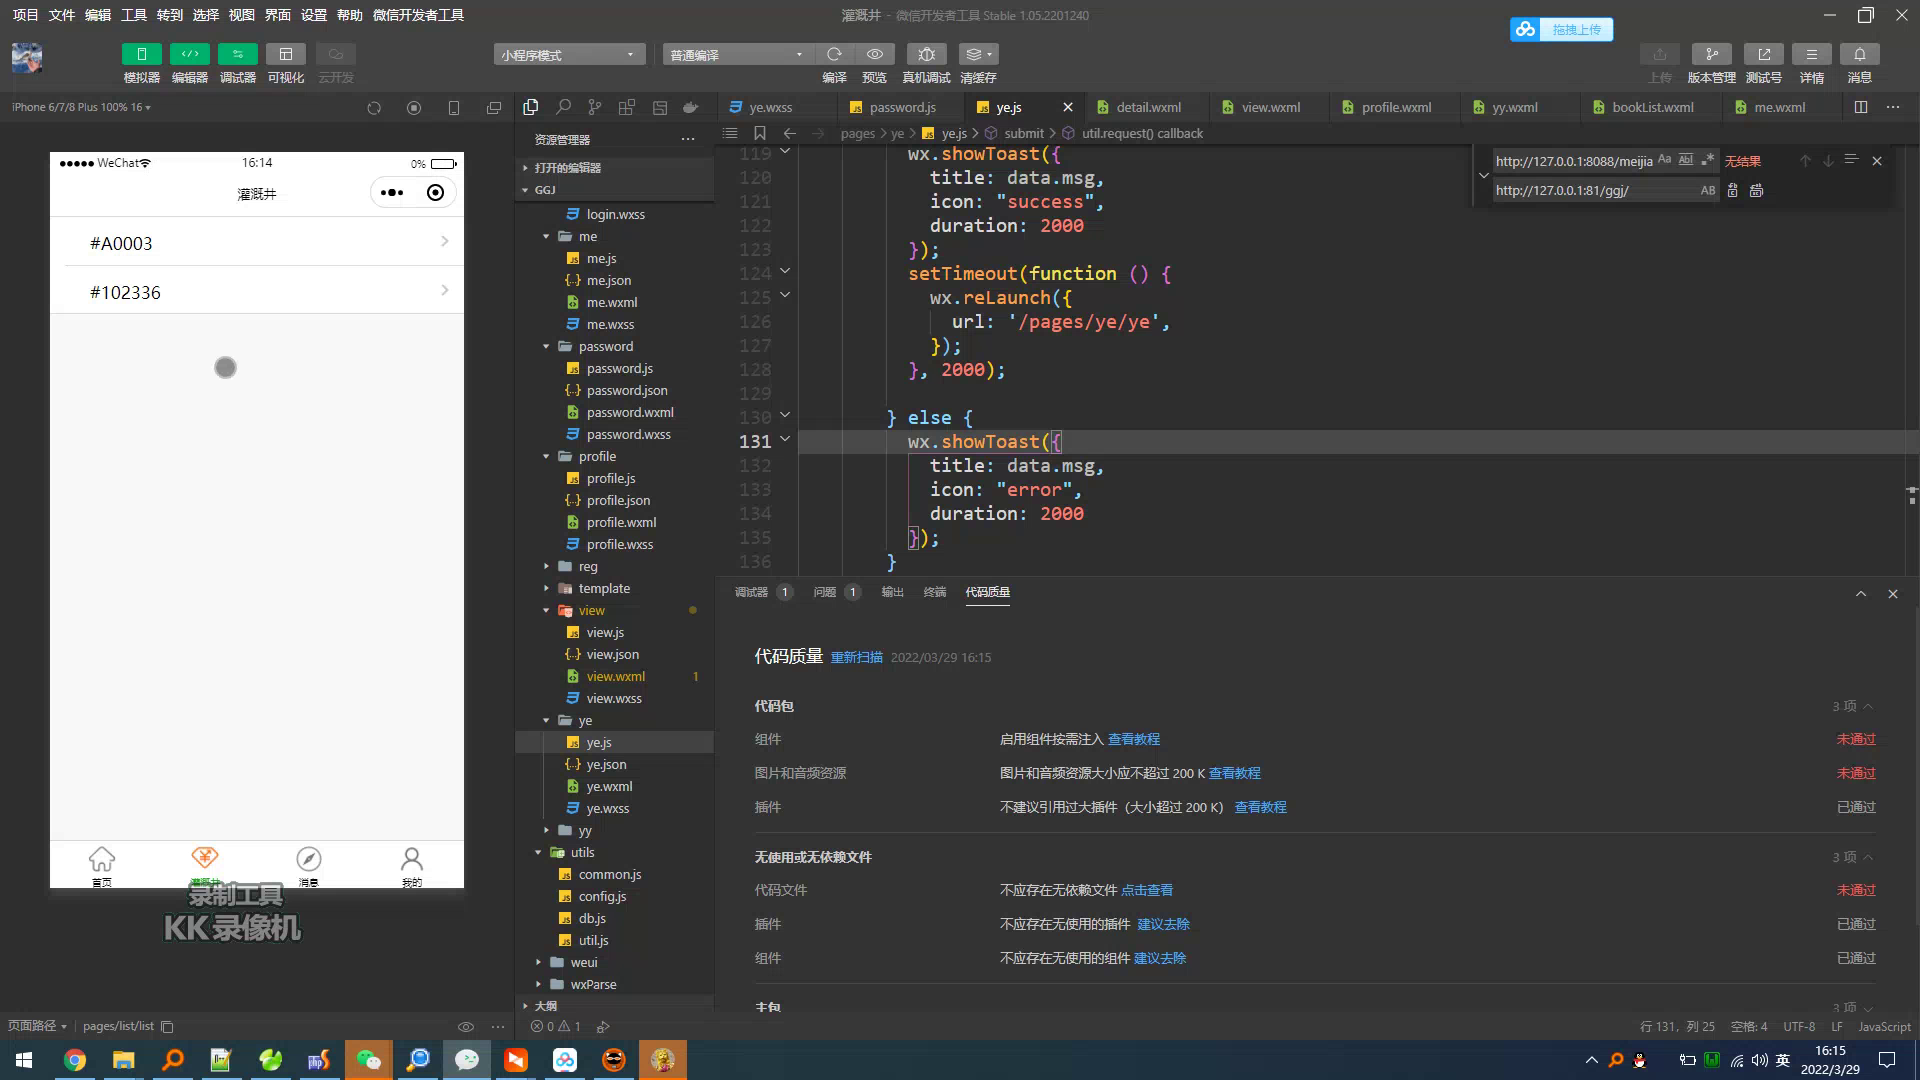 项目 文件 编辑 工具 转到 选择 视图 界面 设置 帮助 微信开发者工具
灌溉井 - 微信开发者工具 Stable 1.05.2201240
拖拽上传
模拟器 编辑器 调试器 可视化 云开发
小程序模式
普通编译
编译 预览 真机调试 清缓存
上传 版本管理 测试号 详情 消息
iPhone 6/7/8 Plus 100% 16
WeChat
16:14
0%
灌溉井
#A0003
#102336
首页
灌溉井
消息
我的
录制工具
KK 录像机
页面路径
pages/list/list
资源管理器
打开的编辑器
GGJ
login.wxss
me
me.js
me.json
me.wxml
me.wxss
password
password.js
password.json
password.wxml
password.wxss
profile
profile.js
profile.json
profile.wxml
profile.wxss
reg
template
view
view.js
view.json
view.wxml 1
view.wxss
ye
ye.js
ye.json
ye.wxml
ye.wxss
yy
utils
common.js
config.js
db.js
util.js
weui
wxParse
大纲
0 1
ye.wxss password.js ye.js detail.wxml view.wxml profile.wxml yy.wxml bookList.wxml me.wxml
pages > ye > ye.js > submit > util.request() callback
http://127.0.0.1:8088/meijia Aa Abl 无结果
http://127.0.0.1:81/ggj/ AB
119 wx.showToast({
120 title: data.msg,
121 icon: "success",
122 duration: 2000
123 });
124 setTimeout(function () {
125 wx.reLaunch({
126 url: '/pages/ye/ye',
127 });
128 }, 2000);
129
130 } else {
131 wx.showToast({
132 title: data.msg,
133 icon: "error",
134 duration: 2000
135 });
136 }
调试器 1 问题 1 输出 终端 代码质量
代码质量 重新扫描 2022/03/29 16:15
代码包 3 项
组件 启用组件按需注入 查看教程 未通过
图片和音频资源 图片和音频资源大小应不超过 200 K 查看教程 未通过
插件 不建议引用过大插件（大小超过 200 K） 查看教程 已通过
无使用或无依赖文件 3 项
代码文件 不应存在无依赖文件 点击查看 未通过
插件 不应存在无使用的插件 建议去除 已通过
组件 不应存在无使用的组件 建议去除 已通过
主包 3 项
行 131，列 25 空格: 4 UTF-8 LF JavaScript
英
16:15
2022/3/29